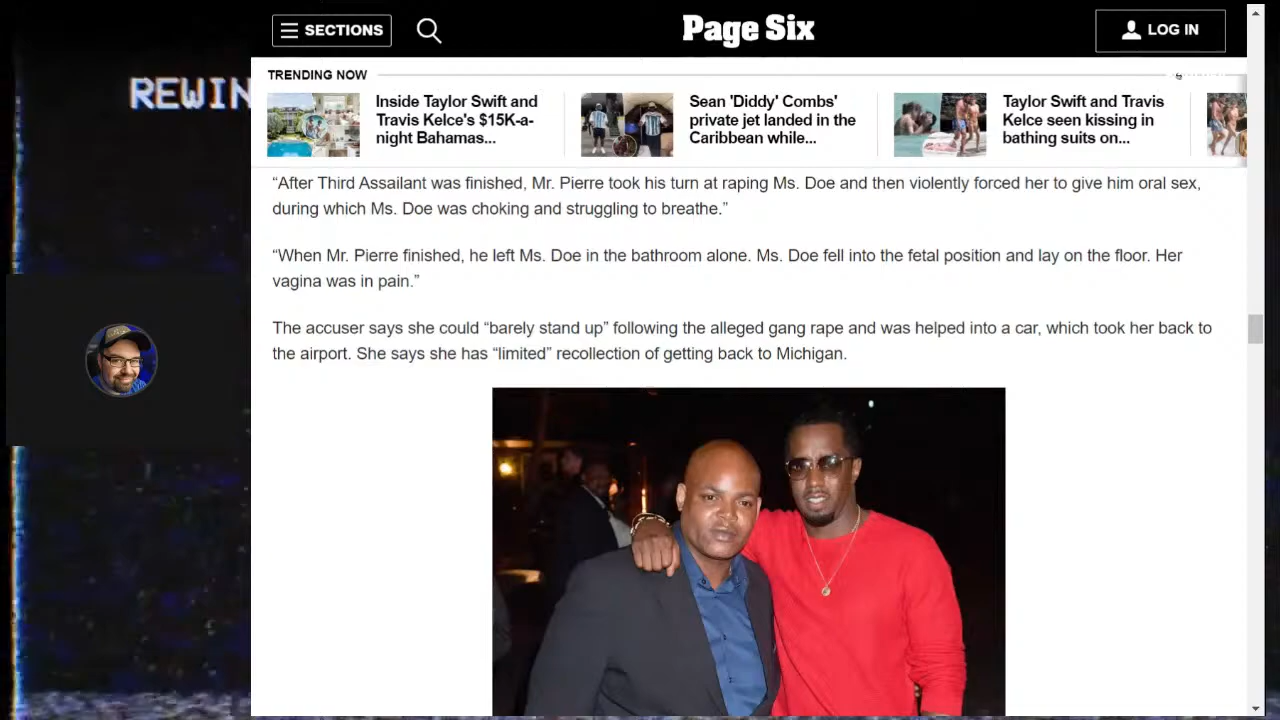 REWIN
SECTIONS
Page Six
LOG IN
TRENDING NOW
Inside Taylor Swift and
Travis Kelce's $15K-a-
night Bahamas...
Sean 'Diddy' Combs'
private jet landed in the
Caribbean while...
Taylor Swift and Travis
Kelce seen kissing in
bathing suits on...
“After Third Assailant was finished, Mr. Pierre took his turn at raping Ms. Doe and then violently forced her to give him oral sex,
during which Ms. Doe was choking and struggling to breathe.”
“When Mr. Pierre finished, he left Ms. Doe in the bathroom alone. Ms. Doe fell into the fetal position and lay on the floor. Her
vagina was in pain.”
The accuser says she could “barely stand up” following the alleged gang rape and was helped into a car, which took her back to
the airport. She says she has “limited” recollection of getting back to Michigan.